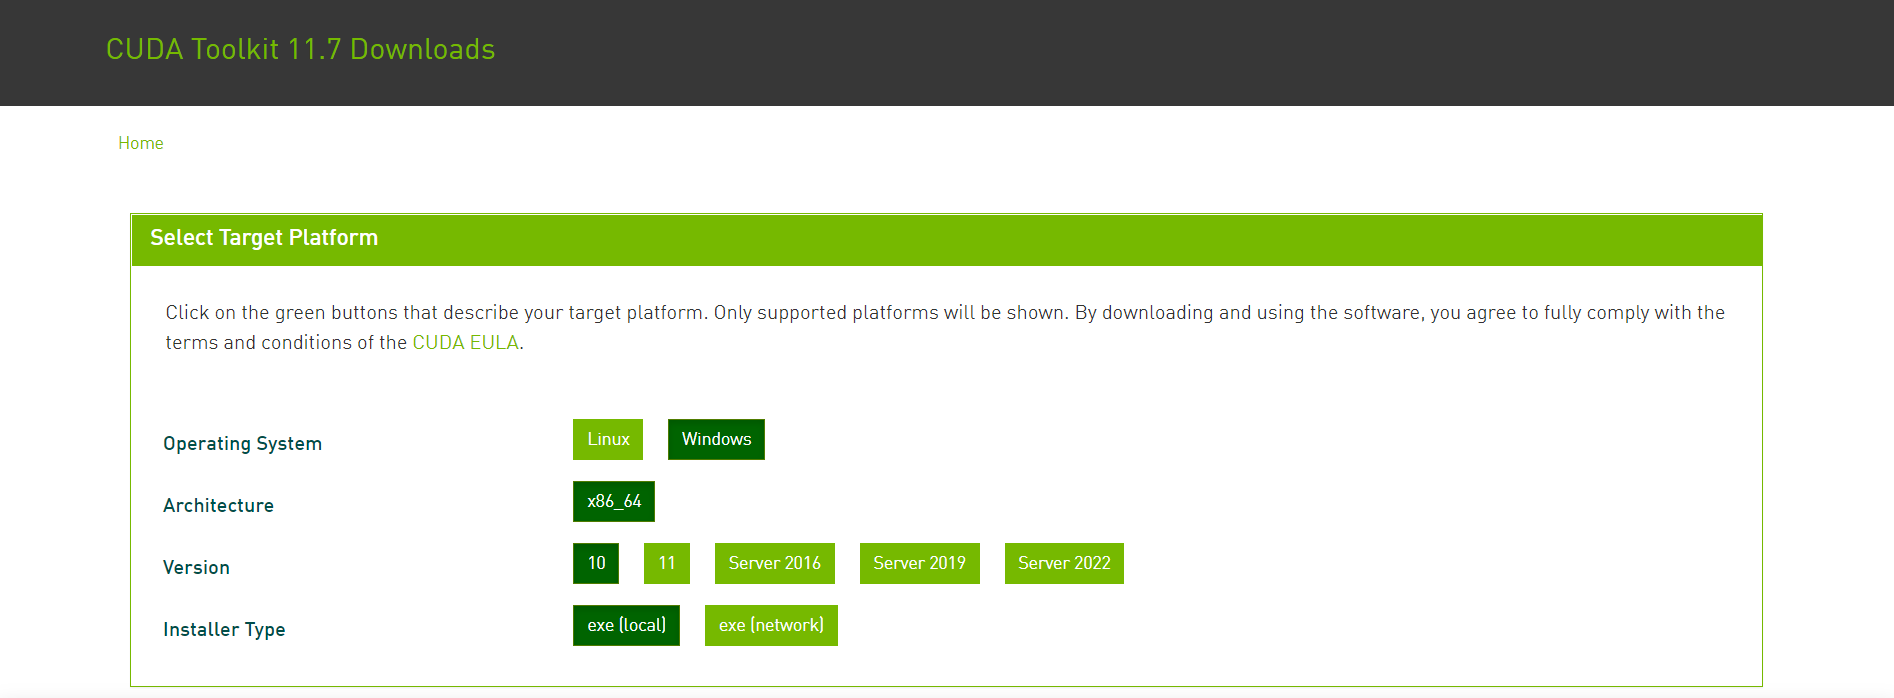 CUDA Toolkit 11.7 Downloads
Home
Select Target Platform
Click on the green buttons that describe your target platform. Only supported platforms will be shown. By downloading and using the software, you agree to fully comply with the
terms and conditions of the CUDA EULA.
Operating System Linux Windows
Architecture x86_64
Version 10 11 Server 2016 Server 2019 Server 2022
Installer Type exe (local) exe (network)